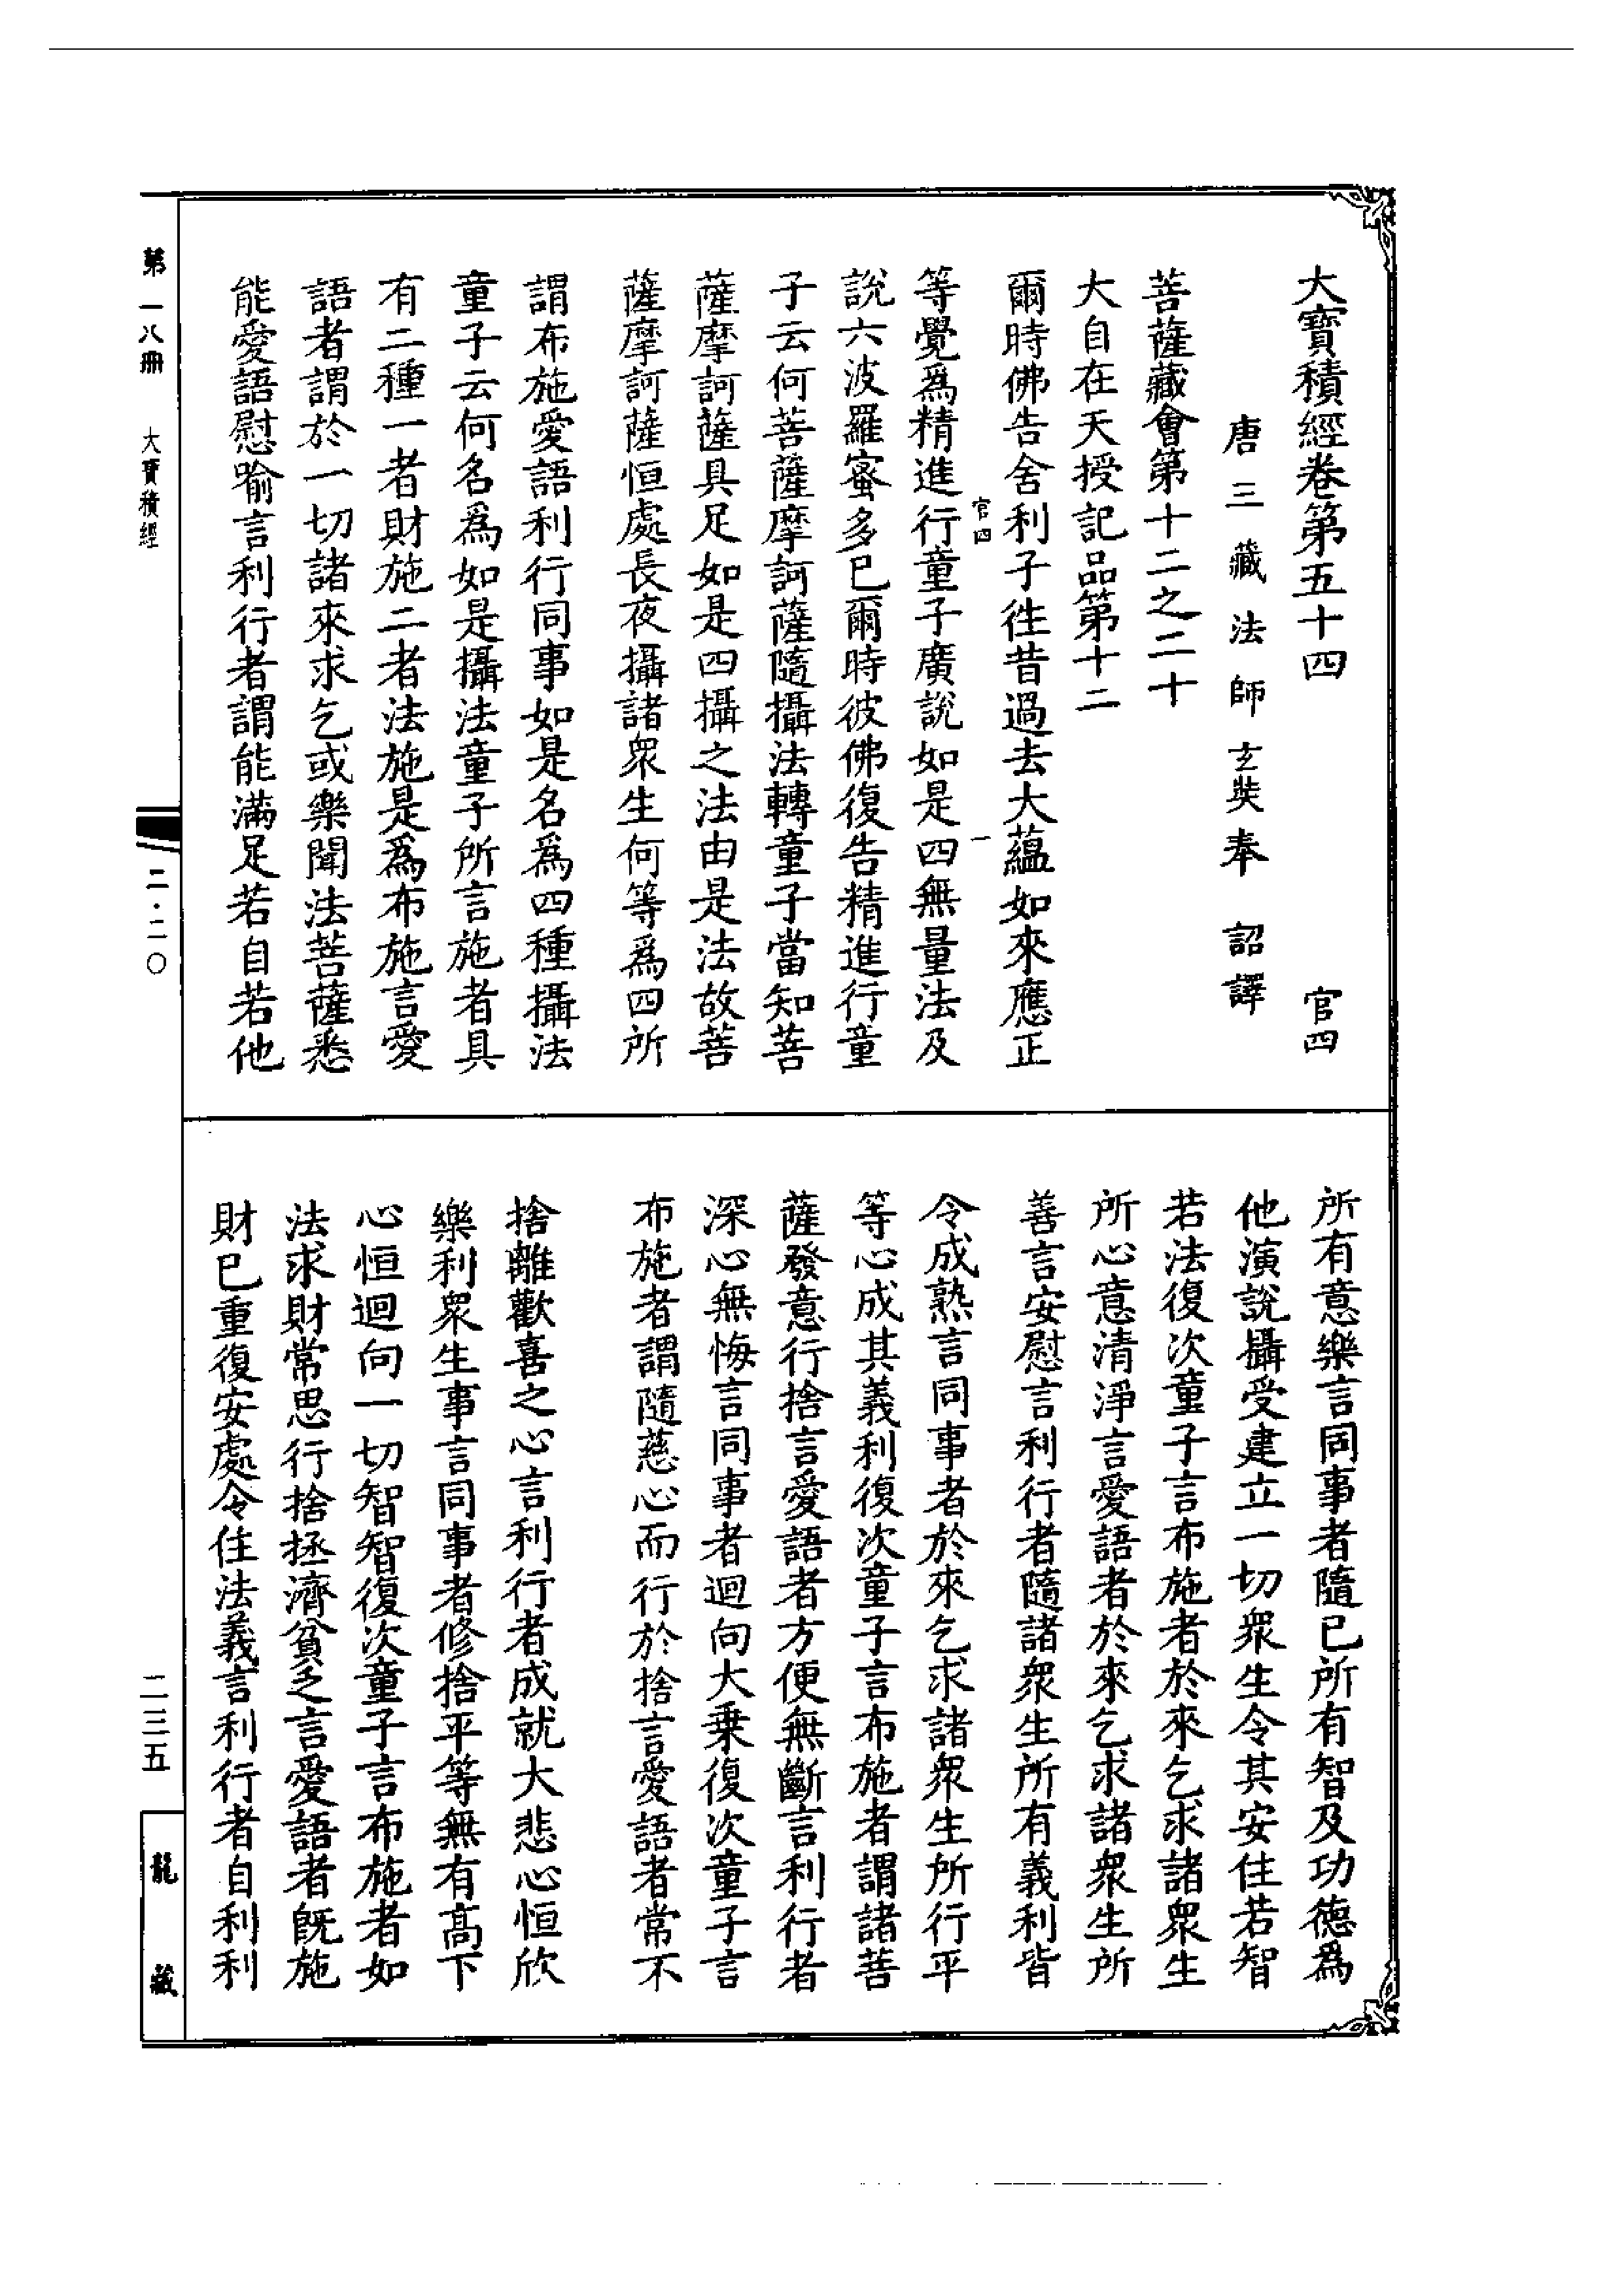 大寶積經卷第五十四 官四
唐三藏法師玄奘奉 詔譯
菩薩藏會第十二之二十
大自在天授記品第十二
爾時佛告舍利子徃昔過去大蘊如來應正
官四 一
等覺爲精進行童子廣說如是四無量法及
說六波羅蜜多已爾時彼佛復告精進行童
子云何菩薩摩訶薩隨攝法轉童子當知菩
薩摩訶薩具足如是四攝之法由是法故菩
薩摩訶薩恒處長夜攝諸衆生何等爲四所
謂布施愛語利行同事如是名爲四種攝法
童子云何名爲如是攝法童子所言施者具
有二種一者財施二者法施是爲布施言愛
語者謂於一切諸來求乞或樂聞法菩薩悉
能愛語慰喻言利行者謂能滿足若自若他
所有意樂言同事者隨已所有智及功德爲
他演說攝受建立一切衆生令其安住若智
若法復次童子言布施者於來乞求諸衆生
所心意清淨言愛語者於來乞求諸衆生所
善言安慰言利行者隨諸衆生所有義利皆
令成熟言同事者於來乞求諸衆生所行平
等心成其義利復次童子言布施者謂諸菩
薩發意行捨言愛語者方便無斷言利行者
深心無悔言同事者迴向大乗復次童子言
布施者謂隨慈心而行於捨言愛語者常不
捨離歡喜之心言利行者成就大悲心恒欣
樂利衆生事言同事者修捨平等無有高下
心恒迴向一切智智復次童子言布施者如
法求財常思行捨拯濟貧乏言愛語者旣施
財已重復安處令住法義言利行者自利利
第一八冊 大寶積經 二·二〇 二三五 龍藏